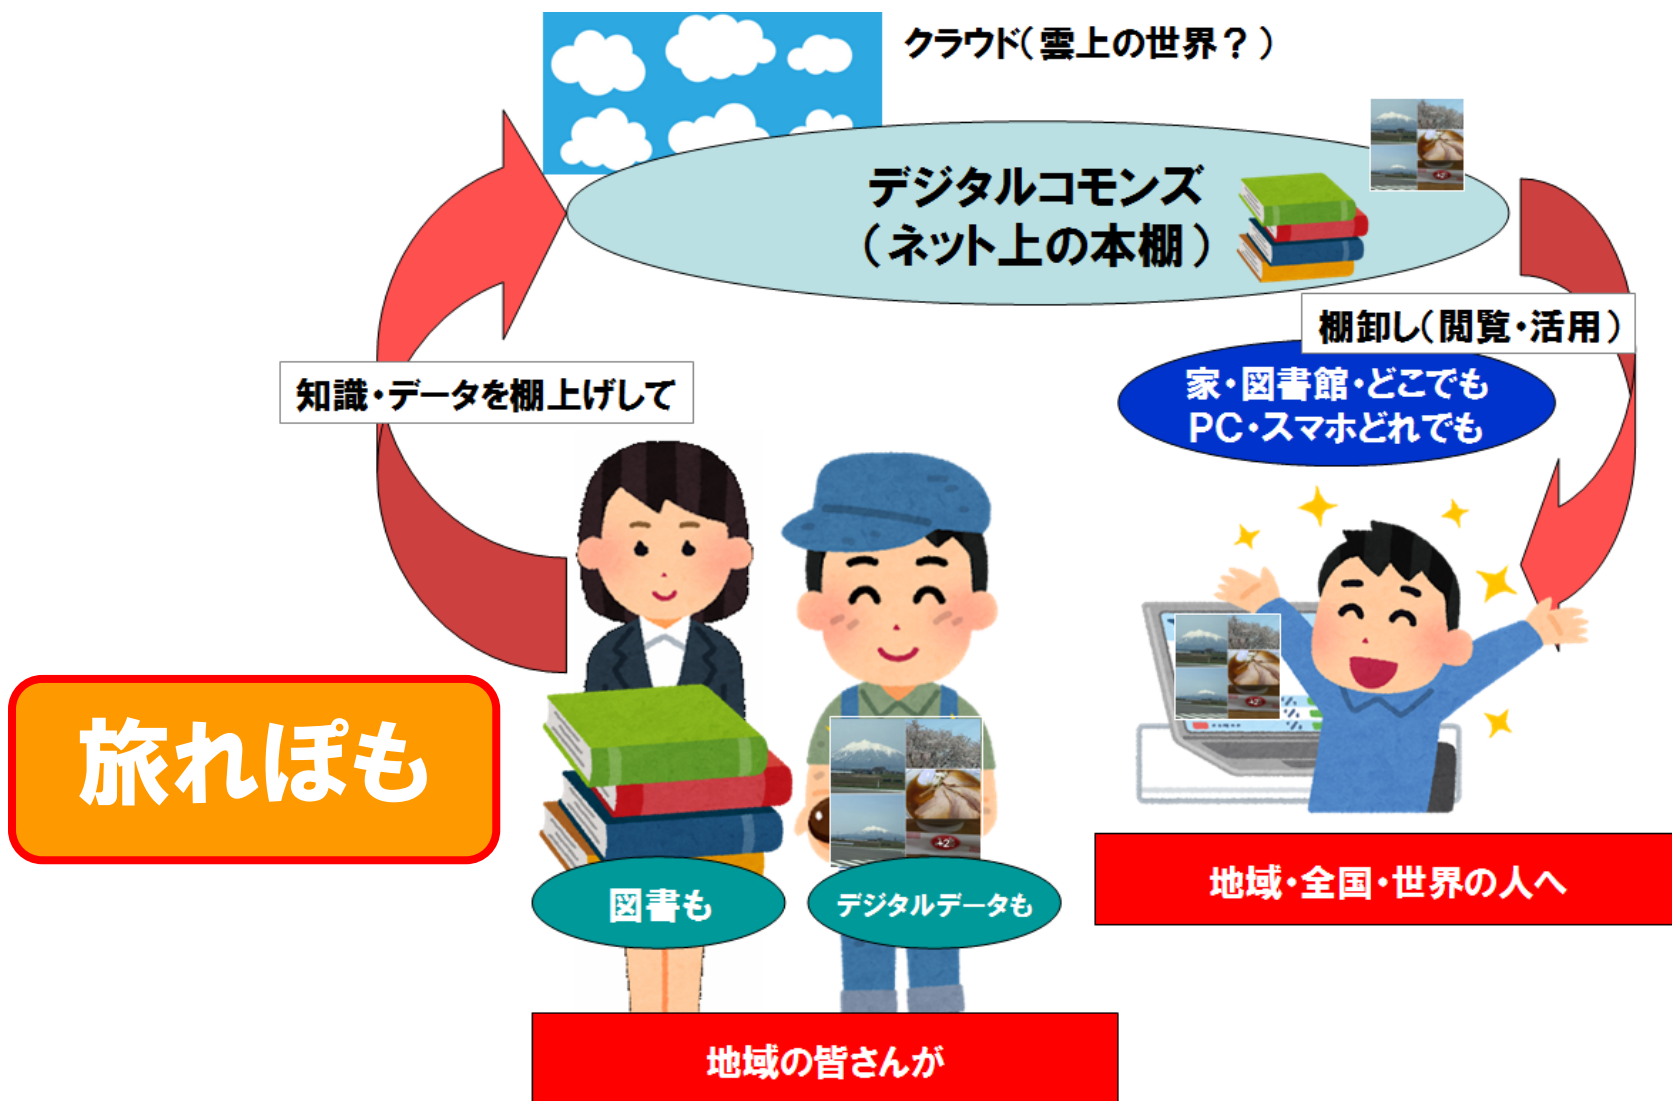 クラウド(雲上の世界？)
デジタルコモンズ
(ネット上の本棚)
棚卸し(閲覧・活用)
知識・データを棚上げして
家・図書館・どこでも
PC・スマホどれでも
旅れぽも
図書も
デジタルデータも
地域・全国・世界の人へ
地域の皆さんが